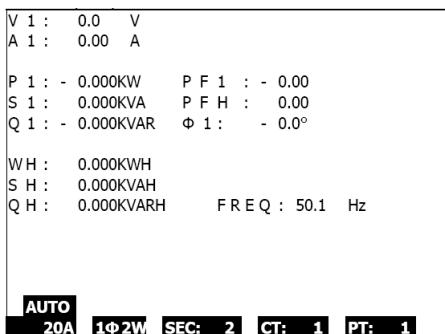 V 1 : 0.0 V
A 1 : 0.00 A
P 1 : - 0.000KW P F 1 : - 0.00
S 1 : 0.000KVA P F H : 0.00
Q 1 : - 0.000KVAR Φ 1 : - 0.0°
W H : 0.000KWH
S H : 0.000KVAH
Q H : 0.000KVARH F R E Q : 50.1 Hz
AUTO
20A 1Φ2W SEC: 2 CT: 1 PT: 1